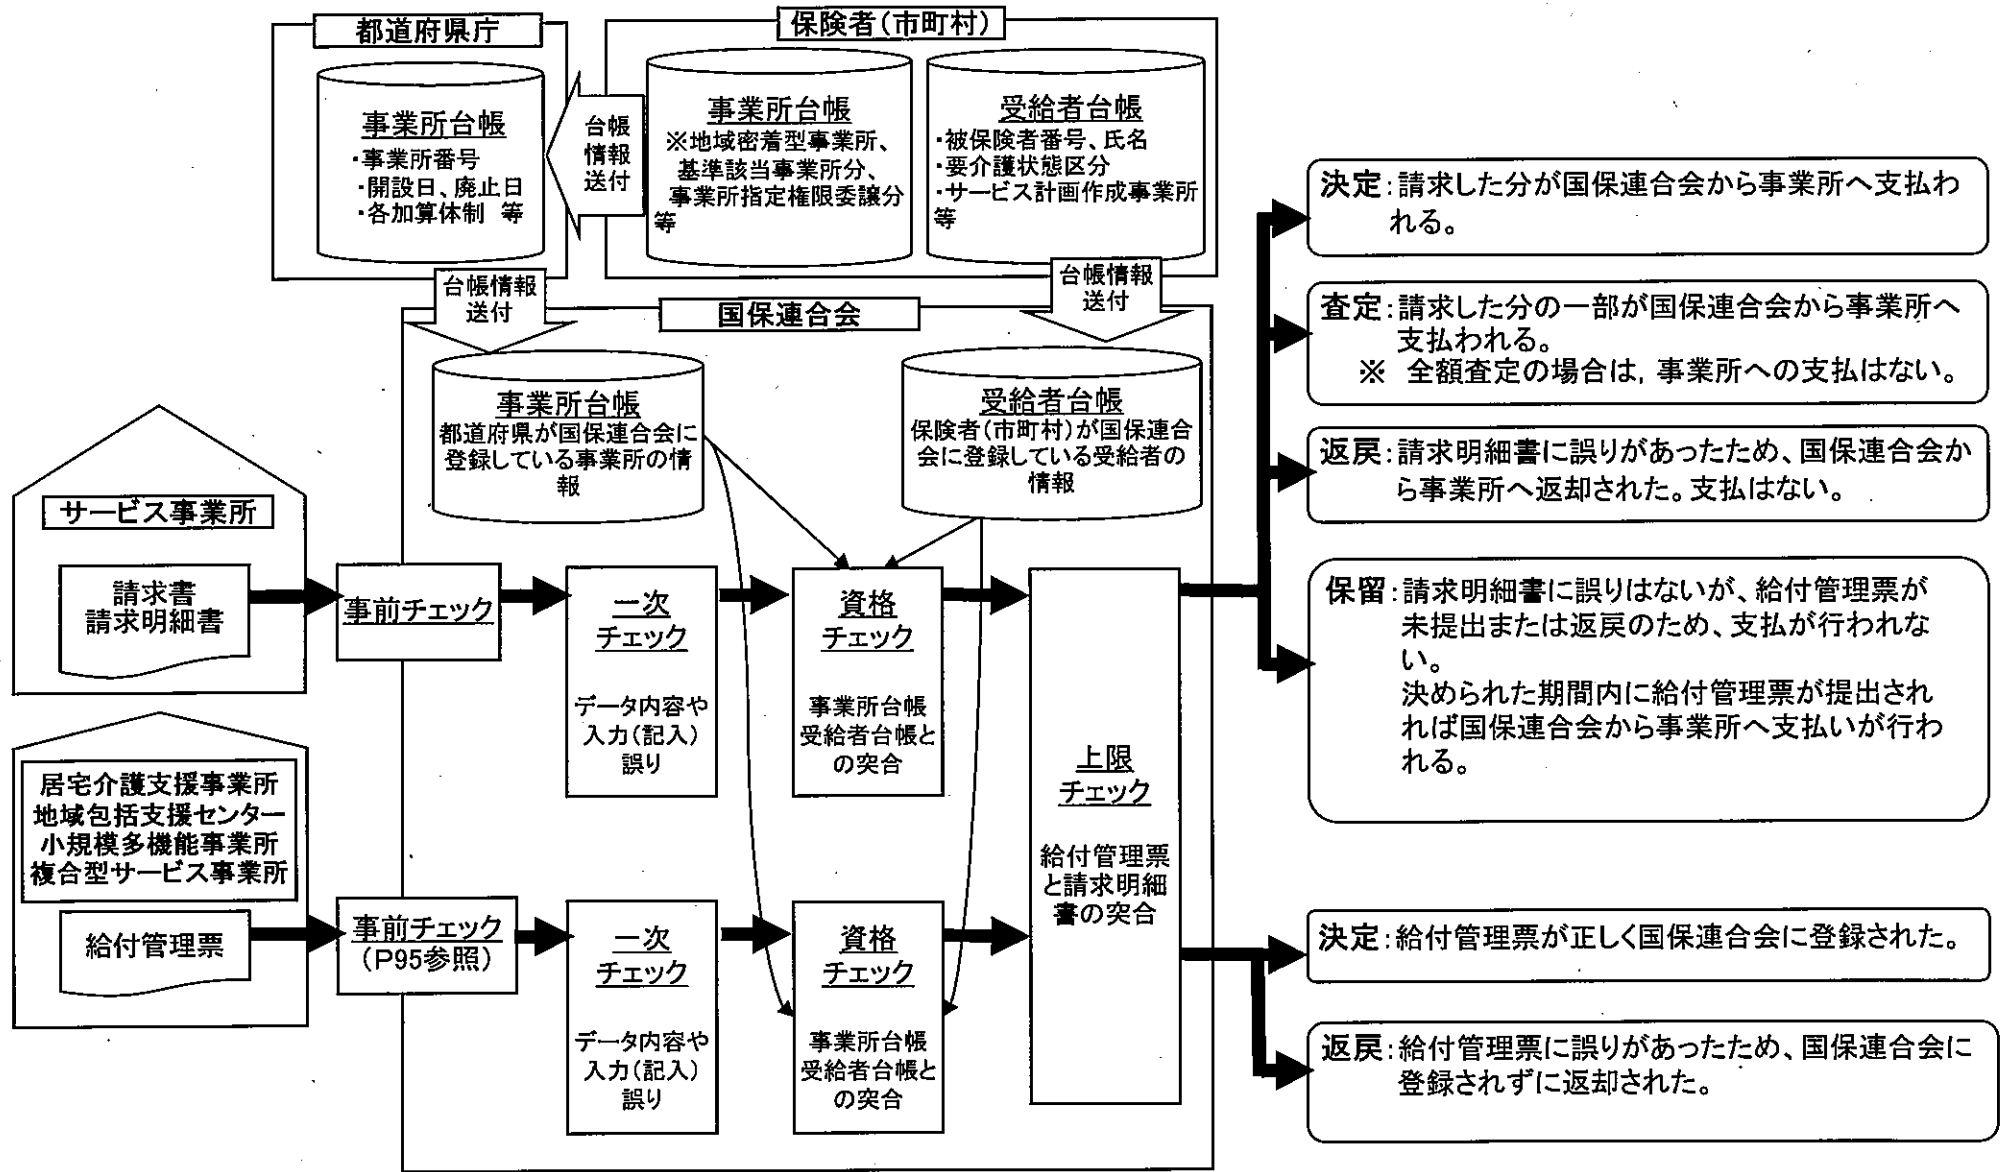 都道府県庁
事業所台帳
・事業所番号
・開設日、廃止日
・各加算体制 等
台帳
情報
送付
保険者(市町村)
事業所台帳
※地域密着型事業所、
基準該当事業所分、
事業所指定権限委譲分
等
受給者台帳
・被保険者番号、氏名
・要介護状態区分
・サービス計画作成事業所
等
台帳情報
送付
台帳情報
送付
国保連合会
事業所台帳
都道府県が国保連合会に
登録している事業所の情
報
受給者台帳
保険者(市町村)が国保連合
会に登録している受給者の
情報
サービス事業所
請求書
請求明細書
事前チェック
一次
チェック
データ内容や
入力(記入)
誤り
資格
チェック
事業所台帳
受給者台帳と
の突合
居宅介護支援事業所
地域包括支援センター
小規模多機能事業所
複合型サービス事業所
給付管理票
事前チェック
(P95参照)
一次
チェック
データ内容や
入力(記入)
誤り
資格
チェック
事業所台帳
受給者台帳と
の突合
上限
チェック
給付管理票
と請求明細
書の突合
決定:請求した分が国保連合会から事業所へ支払わ
れる。
査定:請求した分の一部が国保連合会から事業所へ
支払われる。
※ 全額査定の場合は,事業所への支払はない。
返戻:請求明細書に誤りがあったため、国保連合会か
ら事業所へ返却された。支払はない。
保留:請求明細書に誤りはないが、給付管理票が
未提出または返戻のため、支払が行われな
い。
決められた期間内に給付管理票が提出され
れば国保連合会から事業所へ支払いが行わ
れる。
決定:給付管理票が正しく国保連合会に登録された。
返戻:給付管理票に誤りがあったため、国保連合会に
登録されずに返却された。